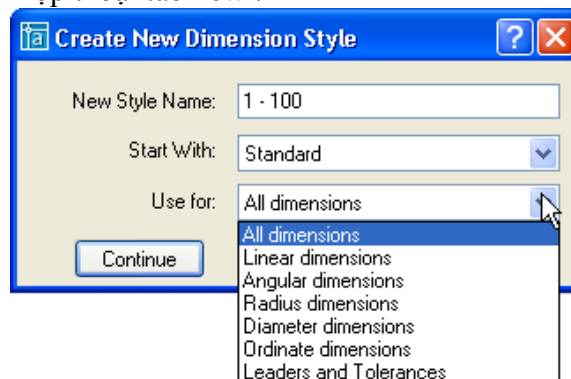 Create New Dimension Style
New Style Name: 1 - 100
Start With: Standard
Use for: All dimensions
All dimensions
Continue
Linear dimensions
Angular dimensions
Radius dimensions
Diameter dimensions
Ordinate dimensions
Leaders and Tolerances